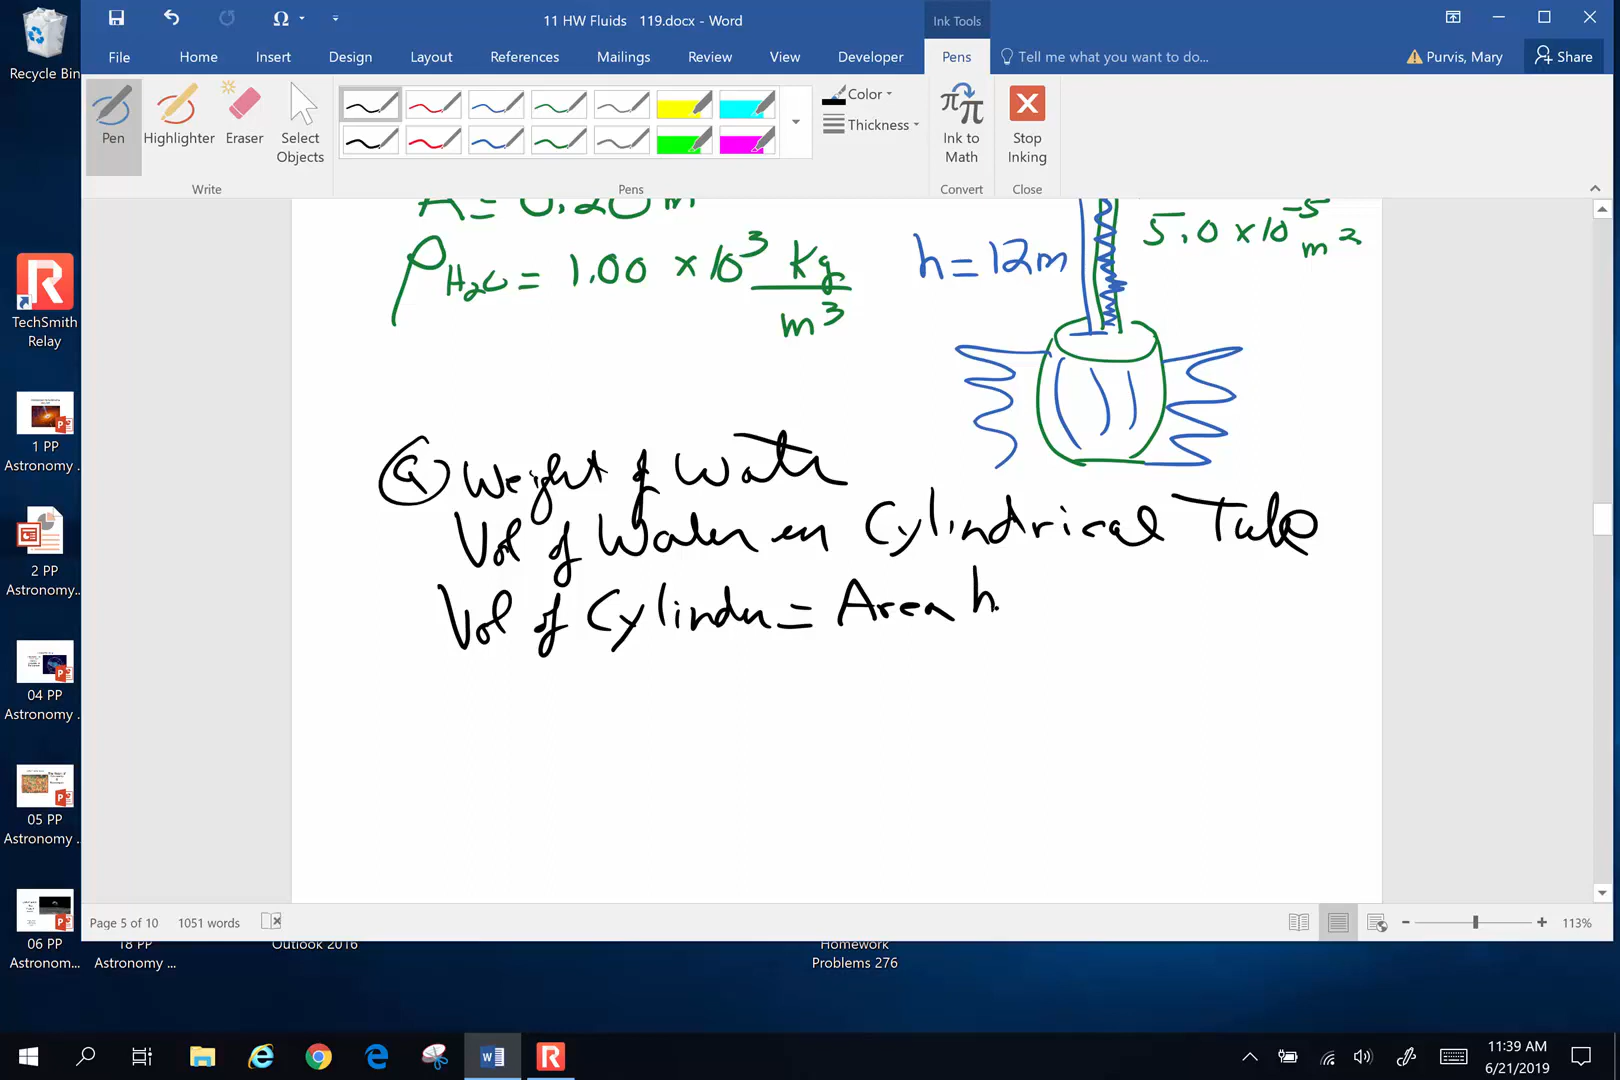 Recycle Bin
TechSmith Relay
1 PP Astronomy .
2 PP Astronomy...
04 PP Astronomy .
05 PP Astronomy .
06 PP Astronom...
18 PP Astronomy ...
Outlook 2016
Homework Problems 276
11 HW Fluids 119.docx - Word
Ink Tools
File Home Insert Design Layout References Mailings Review View Developer Pens Tell me what you want to do... Purvis, Mary Share
Pen Highlighter Eraser Select Objects
Color
Thickness
Ink to Math
Stop Inking
Write Pens Convert Close
= 0.20 m
ρH₂O = 1.00 ×10³ Kg/m³
h = 12m
5.0 ×10⁻⁵ m²
ⓐ Weight of Wate
Vol of Water in Cylindrical Tube
Vol of Cylinder = Area h
Page 5 of 10 1051 words
113%
11:39 AM
6/21/2019